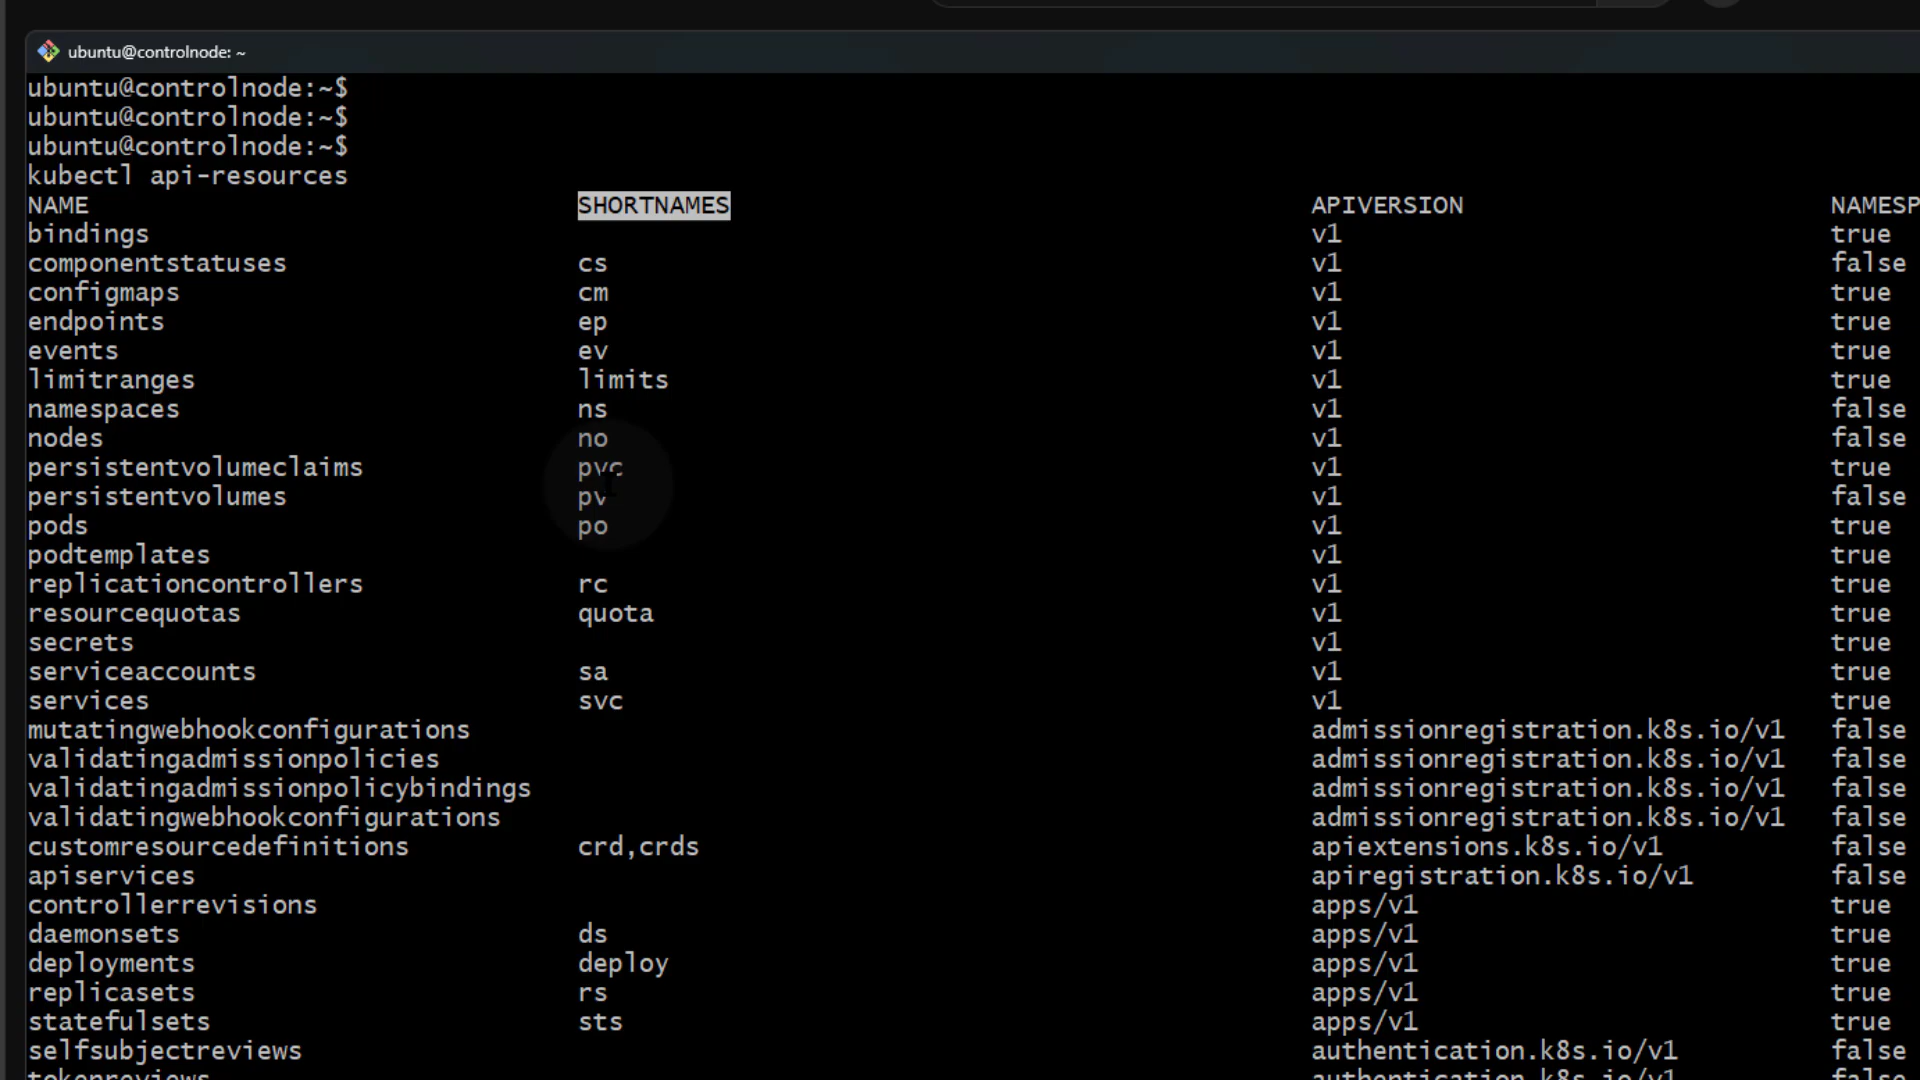 ubuntu@controlnode: ~
ubuntu@controlnode:~$
ubuntu@controlnode:~$
ubuntu@controlnode:~$
kubectl api-resources
NAME SHORTNAMES APIVERSION NAMESP
bindings v1 true
componentstatuses cs v1 false
configmaps cm v1 true
endpoints ep v1 true
events ev v1 true
limitranges limits v1 true
namespaces ns v1 false
nodes no v1 false
persistentvolumeclaims pvc v1 true
persistentvolumes pv v1 false
pods po v1 true
podtemplates v1 true
replicationcontrollers rc v1 true
resourcequotas quota v1 true
secrets v1 true
serviceaccounts sa v1 true
services svc v1 true
mutatingwebhookconfigurations admissionregistration.k8s.io/v1 false
validatingadmissionpolicies admissionregistration.k8s.io/v1 false
validatingadmissionpolicybindings admissionregistration.k8s.io/v1 false
validatingwebhookconfigurations admissionregistration.k8s.io/v1 false
customresourcedefinitions crd,crds apiextensions.k8s.io/v1 false
apiservices apiregistration.k8s.io/v1 false
controllerrevisions apps/v1 true
daemonsets ds apps/v1 true
deployments deploy apps/v1 true
replicasets rs apps/v1 true
statefulsets sts apps/v1 true
selfsubjectreviews authentication.k8s.io/v1 false
tokenreviews authentication.k8s.io/v1 false